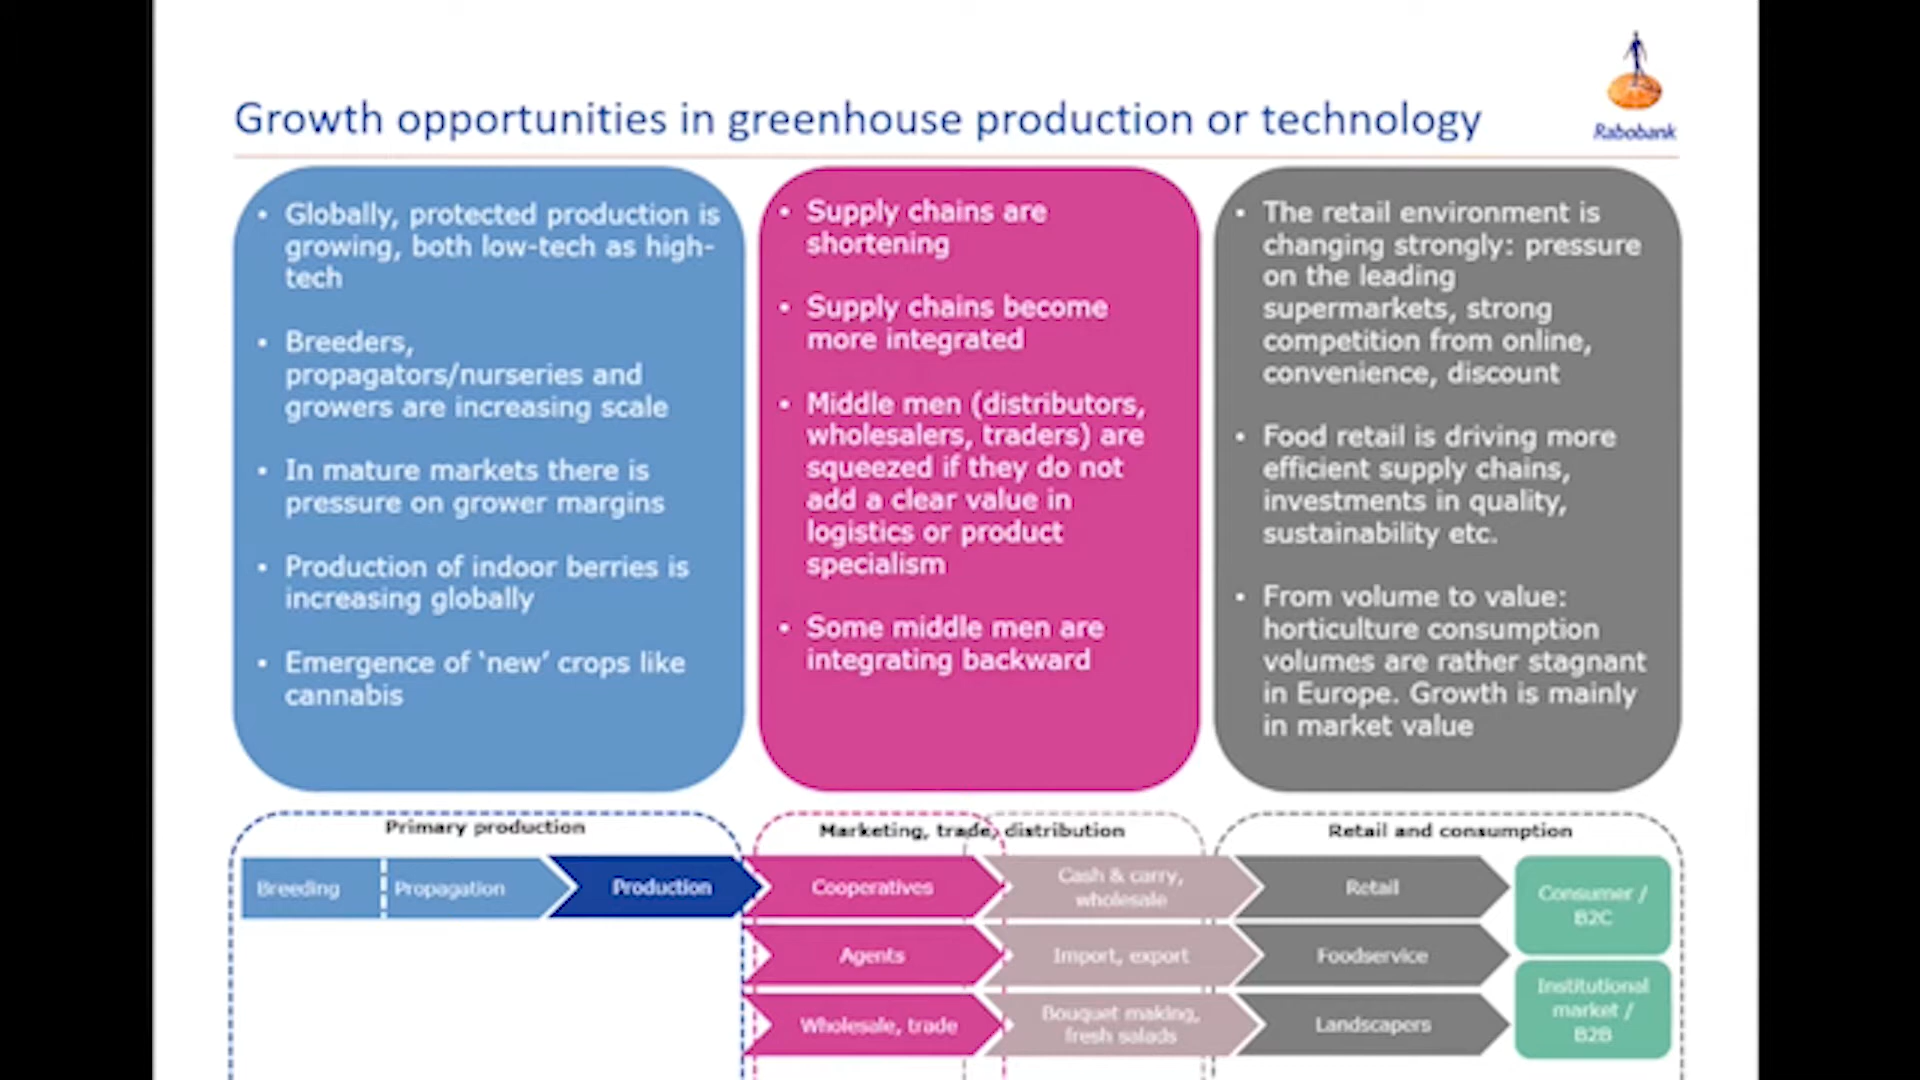 Growth opportunities in greenhouse production or technology
Rabobank
• Globally, protected production is
growing, both low-tech as high-
tech
• Breeders,
propagators/nurseries and
growers are increasing scale
• In mature markets there is
pressure on grower margins
• Production of indoor berries is
increasing globally
• Emergence of ‘new’ crops like
cannabis
• Supply chains are
shortening
• Supply chains become
more integrated
• Middle men (distributors,
wholesalers, traders) are
squeezed if they do not
add a clear value in
logistics or product
specialism
• Some middle men are
integrating backward
• The retail environment is
changing strongly: pressure
on the leading
supermarkets, strong
competition from online,
convenience, discount
• Food retail is driving more
efficient supply chains,
investments in quality,
sustainability etc.
• From volume to value:
horticulture consumption
volumes are rather stagnant
in Europe. Growth is mainly
in market value
Primary production
Breeding
Propagation
Production
Marketing, trade, distribution
Cooperatives
Agents
Wholesale, trade
Cash & carry,
wholesale
Import, export
Bouquet making,
fresh salads
Retail and consumption
Retail
Foodservice
Landscapers
Consumer /
B2C
Institutional
market /
B2B